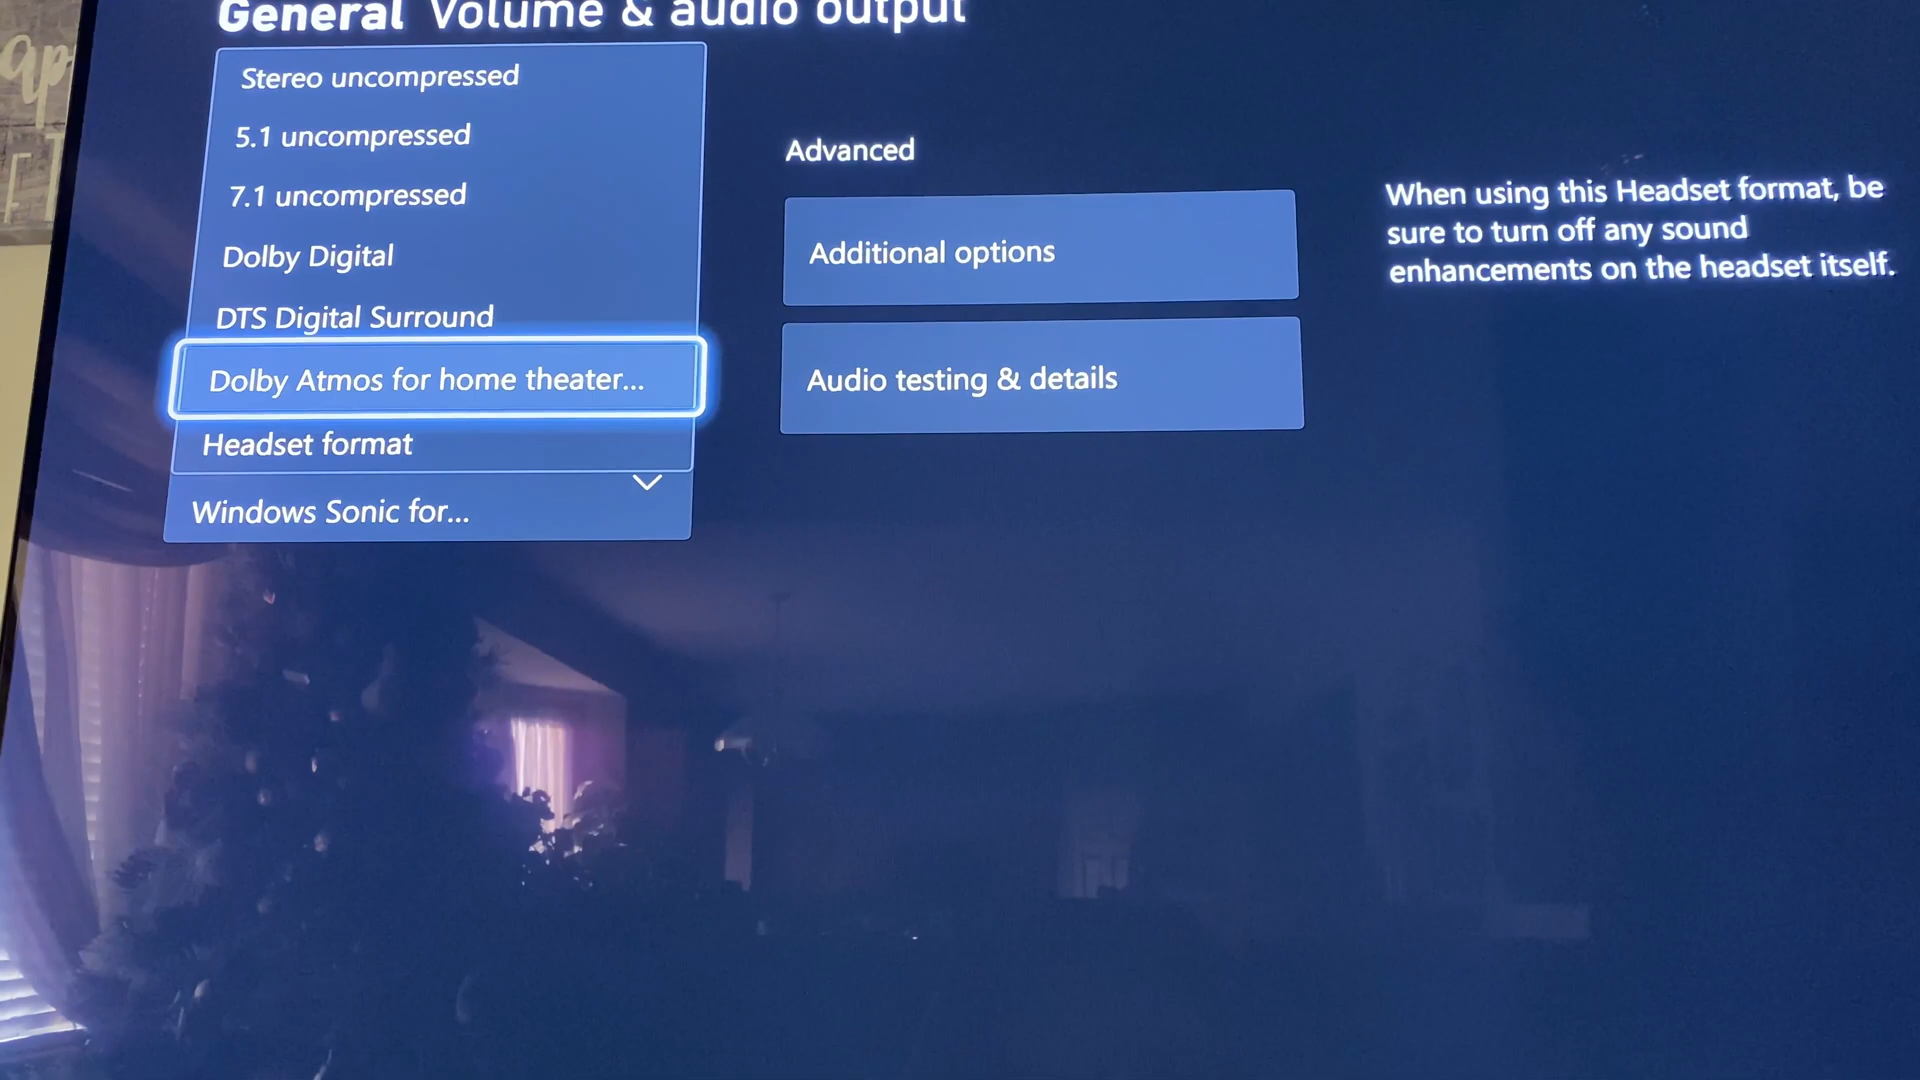 General Volume & audio output
Stereo uncompressed
5.1 uncompressed
7.1 uncompressed
Dolby Digital
DTS Digital Surround
Dolby Atmos for home theater...
Headset format
Windows Sonic for...
Advanced
Additional options
Audio testing & details
When using this Headset format, be
sure to turn off any sound
enhancements on the headset itself.